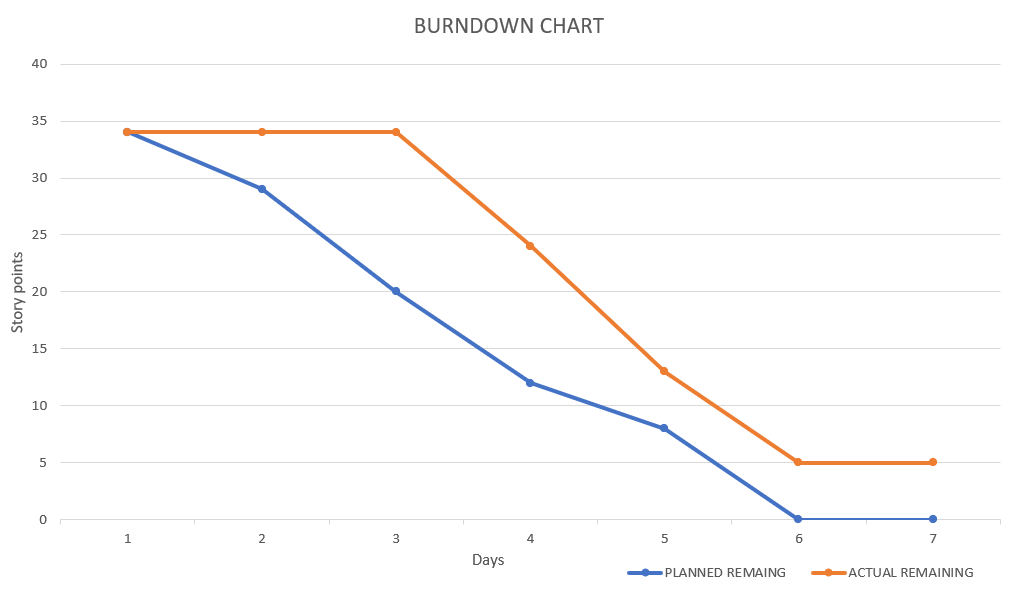 BURNDOWN CHART
40
35
30
25
20
15
10
5
0
Story points
1 2 3 4 5 6 7
Days
PLANNED REMAING ACTUAL REMAINING